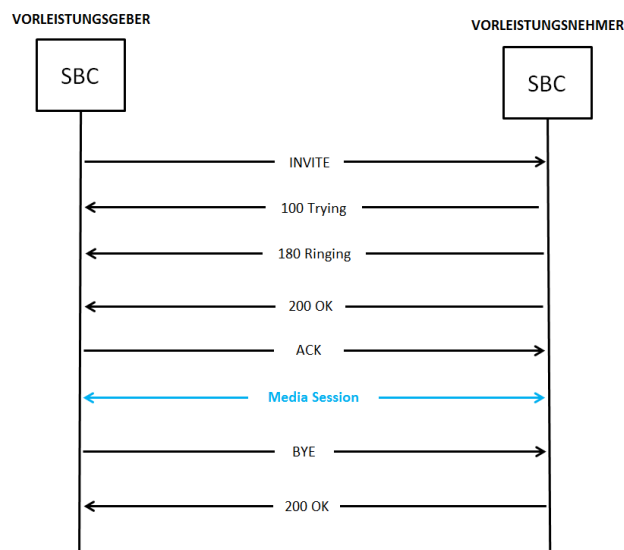 VORLEISTUNGSGEBER
VORLEISTUNGSNEHMER
SBC
SBC
INVITE
100 Trying
180 Ringing
200 OK
ACK
Media Session
BYE
200 OK